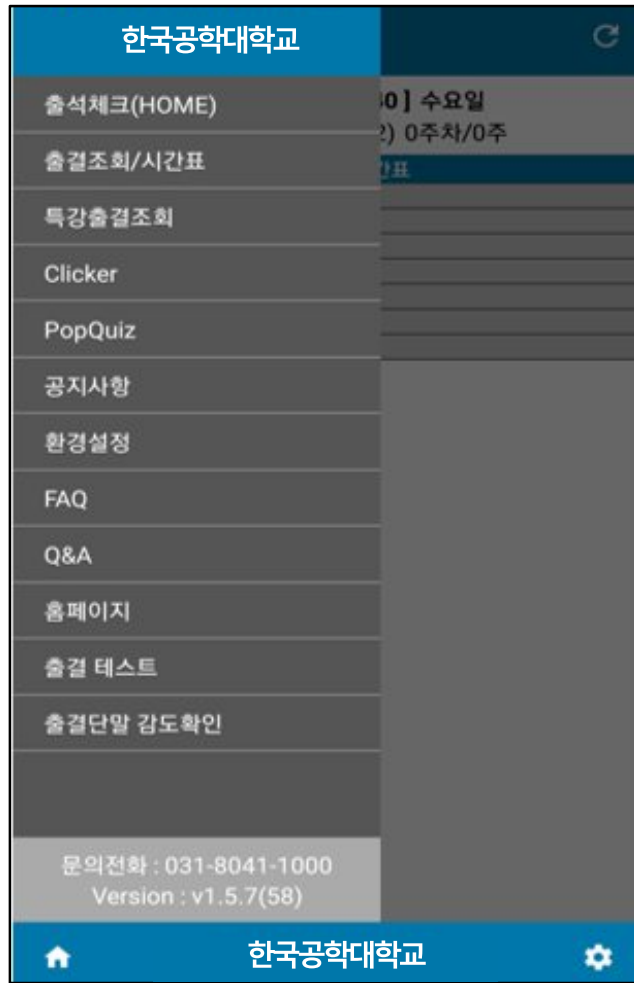 한국공학대학교
0] 수요일
2) 0주차/0주
간표
출석체크(HOME)
출결조회/시간표
특강출결조회
Clicker
PopQuiz
공지사항
환경설정
FAQ
Q&A
홈페이지
출결 테스트
출결단말 감도확인
문의전화 : 031-8041-1000
Version : v1.5.7(58)
한국공학대학교